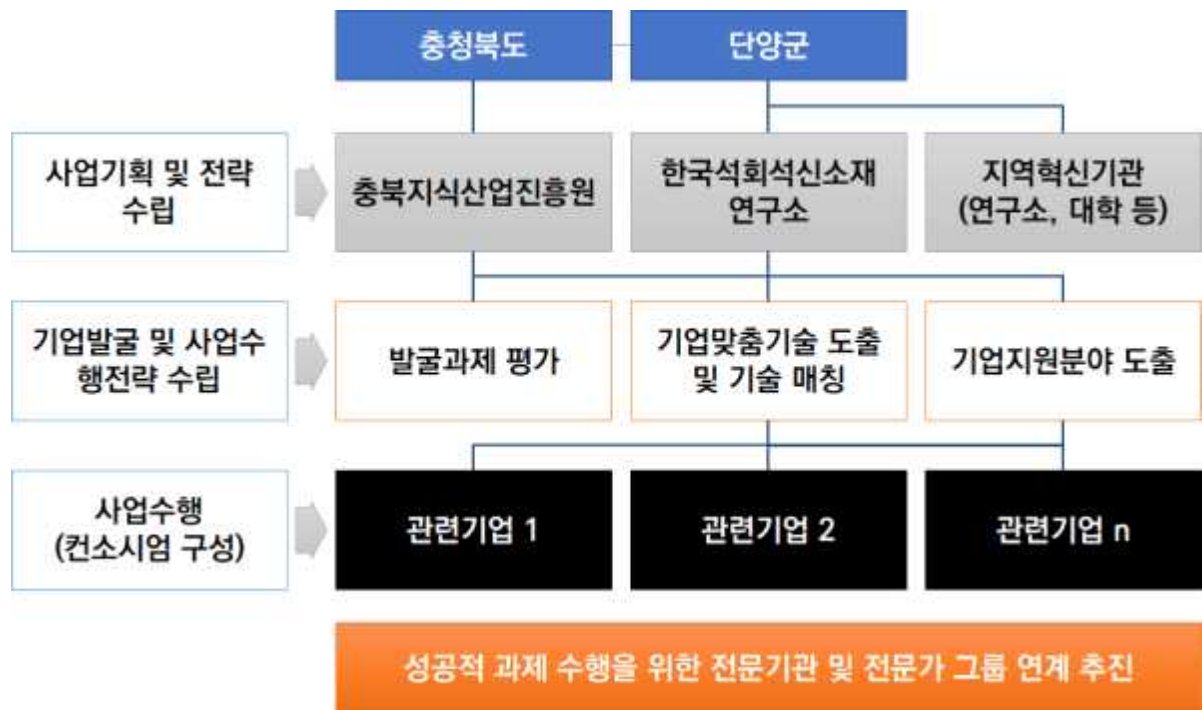 충청북도
단양군
사업기획 및 전략
수립
충북지식산업진흥원
한국석회석신소재
연구소
지역혁신기관
(연구소, 대학 등)
기업발굴 및 사업수
행전략 수립
발굴과제 평가
기업맞춤기술 도출
및 기술 매칭
기업지원분야 도출
사업수행
(컨소시엄 구성)
관련기업 1
관련기업 2
관련기업 n
성공적 과제 수행을 위한 전문기관 및 전문가 그룹 연계 추진